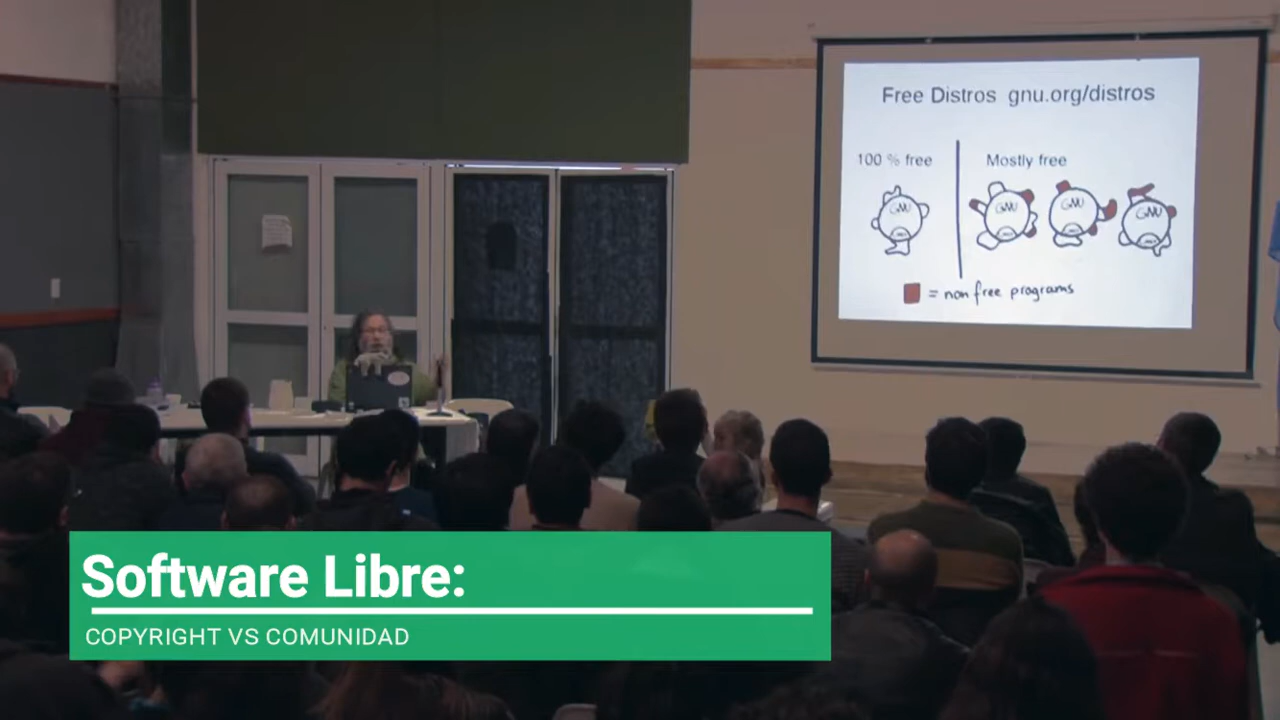 Free Distros gnu.org/distros
100 % free
Mostly free
GNU
GNU
GNU
GNU
= non free programs
Software Libre:
COPYRIGHT VS COMUNIDAD